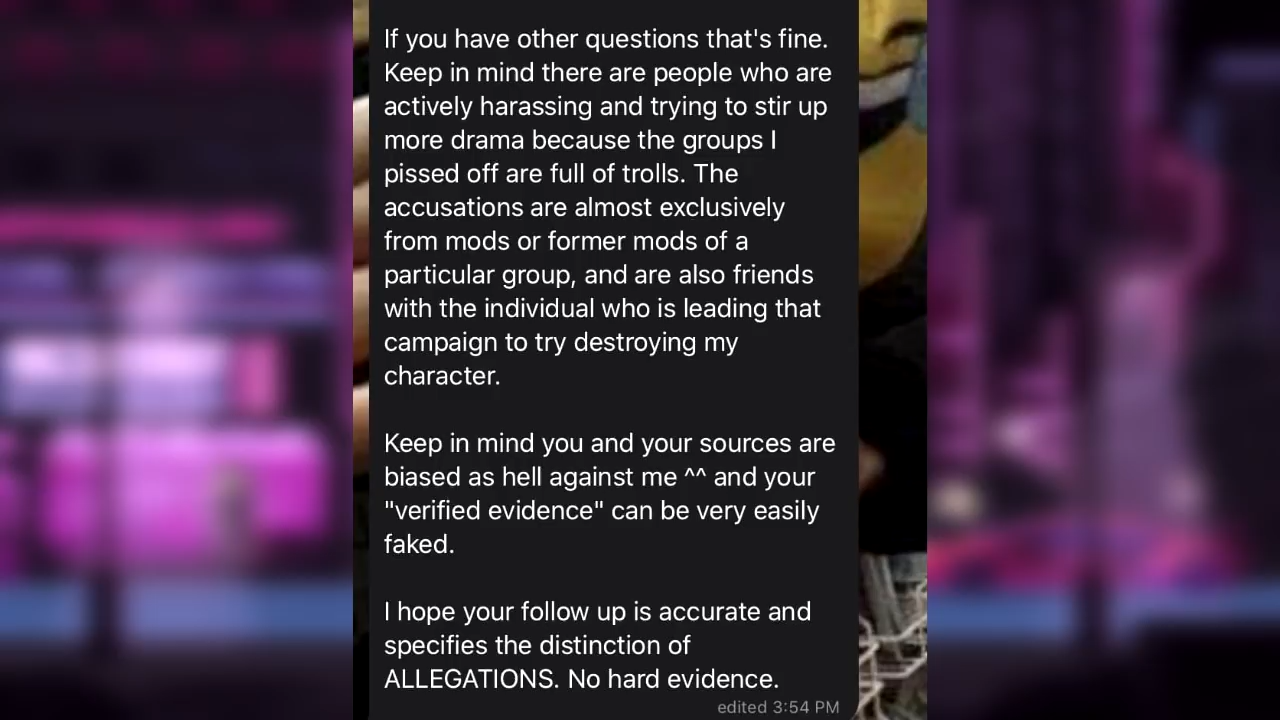 If you have other questions that's fine.
Keep in mind there are people who are
actively harassing and trying to stir up
more drama because the groups I
pissed off are full of trolls. The
accusations are almost exclusively
from mods or former mods of a
particular group, and are also friends
with the individual who is leading that
campaign to try destroying my
character.
Keep in mind you and your sources are
biased as hell against me ^^ and your
"verified evidence" can be very easily
faked.
I hope your follow up is accurate and
specifies the distinction of
ALLEGATIONS. No hard evidence.
edited 3:54 PM